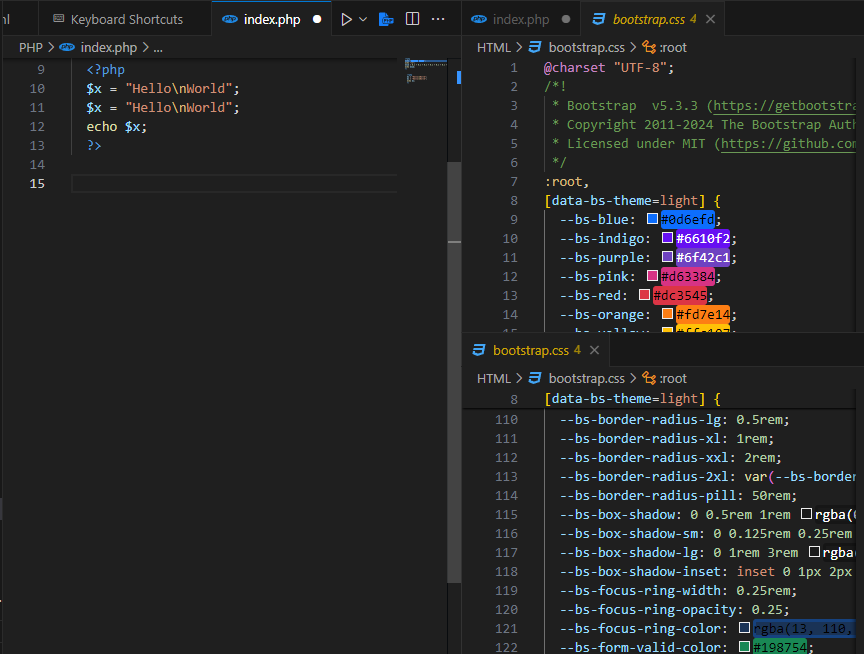 Keyboard Shortcuts
index.php
PHP > index.php > ...
9 <?php
10 $x = "Hello\nWorld";
11 $x = "Hello\nWorld";
12 echo $x;
13 ?>
14
15
index.php
bootstrap.css 4
HTML > bootstrap.css > :root
1 @charset "UTF-8";
2 /*!
3 * Bootstrap  v5.3.3 (https://getbootstra
4 * Copyright 2011-2024 The Bootstrap Auth
5 * Licensed under MIT (https://github.com
6 */
7 :root,
8 [data-bs-theme=light] {
9 --bs-blue: #0d6efd;
10 --bs-indigo: #6610f2;
11 --bs-purple: #6f42c1;
12 --bs-pink: #d63384;
13 --bs-red: #dc3545;
14 --bs-orange: #fd7e14;
bootstrap.css 4
HTML > bootstrap.css > :root
8 [data-bs-theme=light] {
110 --bs-border-radius-lg: 0.5rem;
111 --bs-border-radius-xl: 1rem;
112 --bs-border-radius-xxl: 2rem;
113 --bs-border-radius-2xl: var(--bs-border
114 --bs-border-radius-pill: 50rem;
115 --bs-box-shadow: 0 0.5rem 1rem rgba(
116 --bs-box-shadow-sm: 0 0.125rem 0.25rem
117 --bs-box-shadow-lg: 0 1rem 3rem rgba
118 --bs-box-shadow-inset: inset 0 1px 2px
119 --bs-focus-ring-width: 0.25rem;
120 --bs-focus-ring-opacity: 0.25;
121 --bs-focus-ring-color: rgba(13, 110,
122 --bs-form-valid-color: #198754;